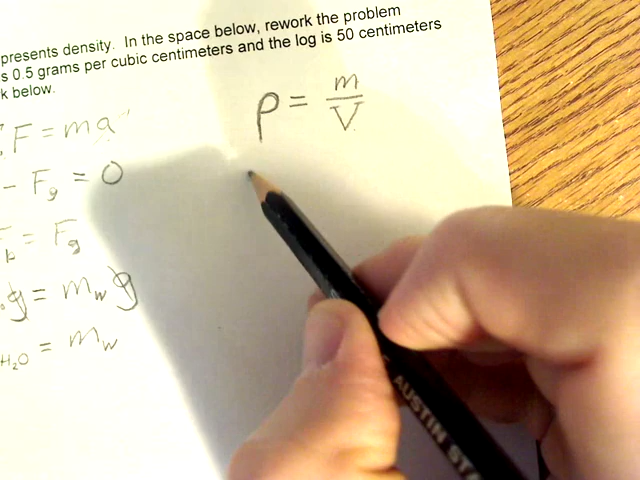 presents density. In the space below, rework the problem
s 0.5 grams per cubic centimeters and the log is 50 centimeters
k below.
F = ma
- Fg = 0
= Fg
g = mw g
H2O = mw
ρ = m/V
AUSTIN STA